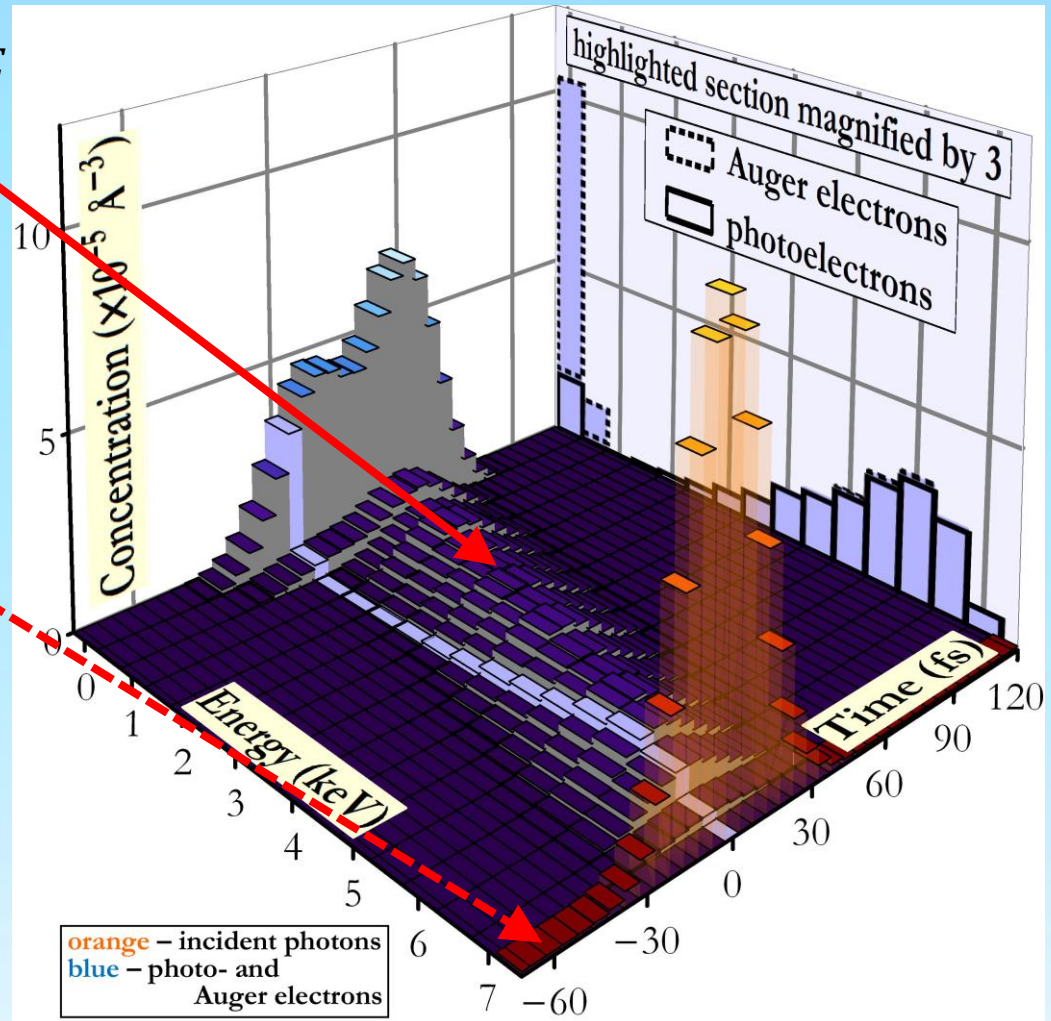 highlighted section magnified by 3
Auger electrons
photoelectrons
Concentration (×10⁻⁵ Å⁻³)
10
5
0
0
1
2
3
4
5
6
7
Energy (keV)
−60
−30
0
30
60
90
120
Time (fs)
orange – incident photons
blue – photo- and
Auger electrons